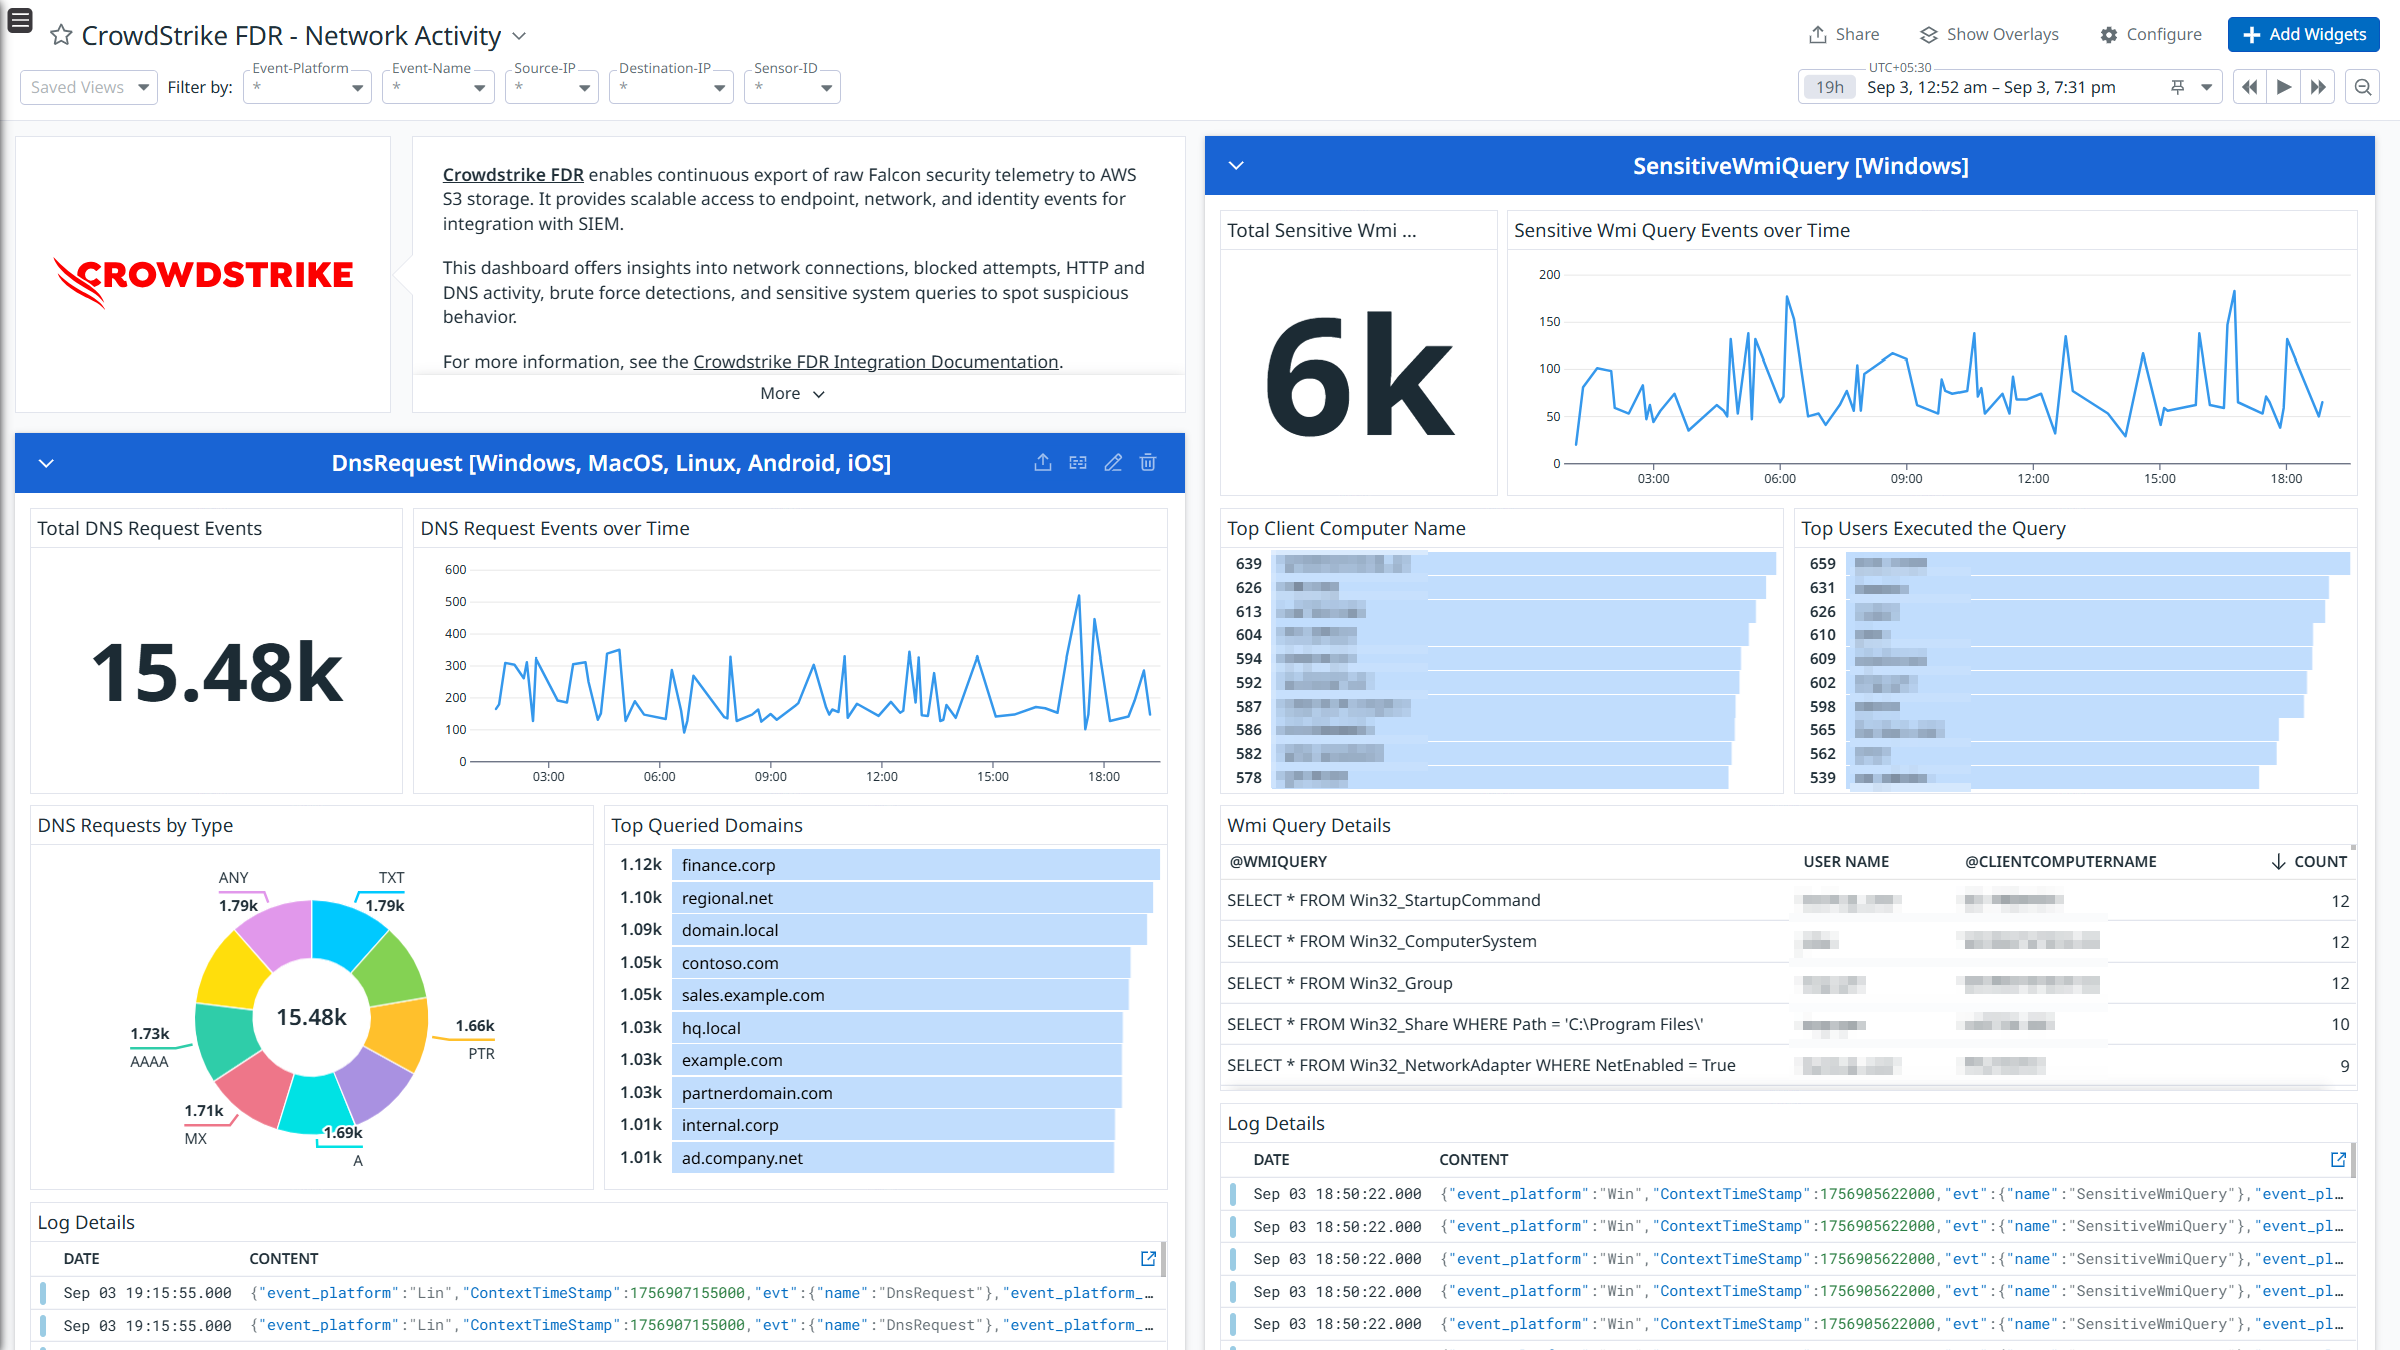 CrowdStrike FDR - Network Activity
Share
Show Overlays
Configure
Add Widgets
Saved Views
Filter by:
Event-Platform
*
Event-Name
*
Source-IP
*
Destination-IP
*
Sensor-ID
*
UTC+05:30
19h
Sep 3, 12:52 am – Sep 3, 7:31 pm
CROWDSTRIKE
Crowdstrike FDR enables continuous export of raw Falcon security telemetry to AWS
S3 storage. It provides scalable access to endpoint, network, and identity events for
integration with SIEM.
This dashboard offers insights into network connections, blocked attempts, HTTP and
DNS activity, brute force detections, and sensitive system queries to spot suspicious
behavior.
For more information, see the Crowdstrike FDR Integration Documentation.
More
DnsRequest [Windows, MacOS, Linux, Android, iOS]
Total DNS Request Events
15.48k
DNS Request Events over Time
600
500
400
300
200
100
0
03:00
06:00
09:00
12:00
15:00
18:00
DNS Requests by Type
ANY
1.79k
TXT
1.79k
15.48k
1.73k
AAAA
1.66k
PTR
1.71k
MX
1.69k
A
Top Queried Domains
1.12k finance.corp
1.10k regional.net
1.09k domain.local
1.05k contoso.com
1.05k sales.example.com
1.03k hq.local
1.03k example.com
1.03k partnerdomain.com
1.01k internal.corp
1.01k ad.company.net
Log Details
DATE CONTENT
Sep 03 19:15:55.000 {"event_platform":"Lin","ContextTimeStamp":1756907155000,"evt":{"name":"DnsRequest"},"event_platform_…
Sep 03 19:15:55.000 {"event_platform":"Lin","ContextTimeStamp":1756907155000,"evt":{"name":"DnsRequest"},"event_platform_…
SensitiveWmiQuery [Windows]
Total Sensitive Wmi ...
6k
Sensitive Wmi Query Events over Time
200
150
100
50
0
03:00
06:00
09:00
12:00
15:00
18:00
Top Client Computer Name
639
626
613
604
594
592
587
586
582
578
Top Users Executed the Query
659
631
626
610
609
602
598
565
562
539
Wmi Query Details
@WMIQUERY USER NAME @CLIENTCOMPUTERNAME COUNT
SELECT * FROM Win32_StartupCommand 12
SELECT * FROM Win32_ComputerSystem 12
SELECT * FROM Win32_Group 12
SELECT * FROM Win32_Share WHERE Path = 'C:\Program Files\' 10
SELECT * FROM Win32_NetworkAdapter WHERE NetEnabled = True 9
Log Details
DATE CONTENT
Sep 03 18:50:22.000 {"event_platform":"Win","ContextTimeStamp":1756905622000,"evt":{"name":"SensitiveWmiQuery"},"event_pl…
Sep 03 18:50:22.000 {"event_platform":"Win","ContextTimeStamp":1756905622000,"evt":{"name":"SensitiveWmiQuery"},"event_pl…
Sep 03 18:50:22.000 {"event_platform":"Win","ContextTimeStamp":1756905622000,"evt":{"name":"SensitiveWmiQuery"},"event_pl…
Sep 03 18:50:22.000 {"event_platform":"Win","ContextTimeStamp":1756905622000,"evt":{"name":"SensitiveWmiQuery"},"event_pl…
Sep 03 18:50:22.000 {"event_platform":"Win","ContextTimeStamp":1756905622000,"evt":{"name":"SensitiveWmiQuery"},"event_pl…